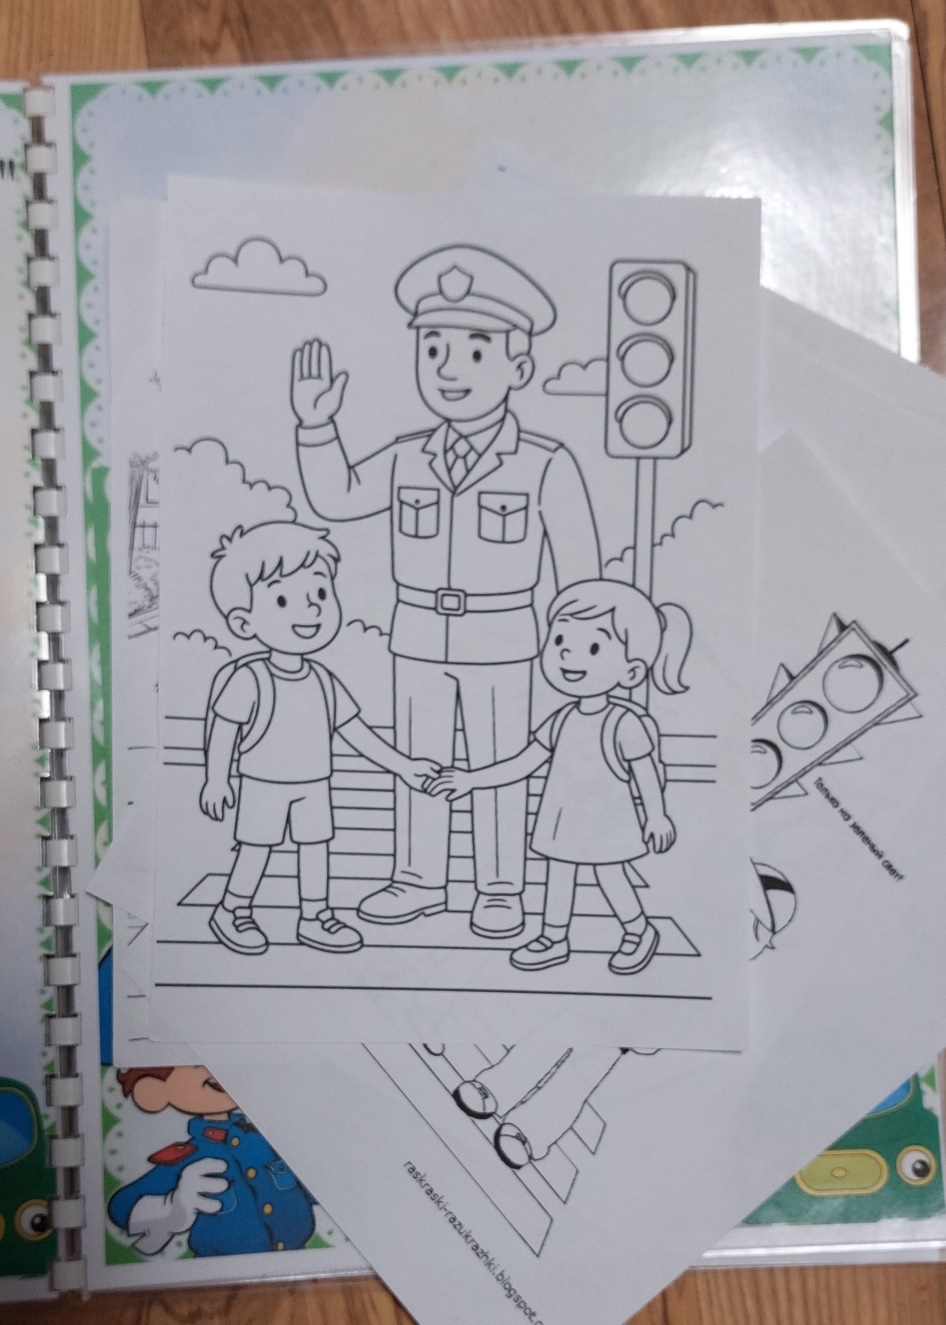 "
Только на зеленый свет!
raskraski-razukrazhki.blogspot.